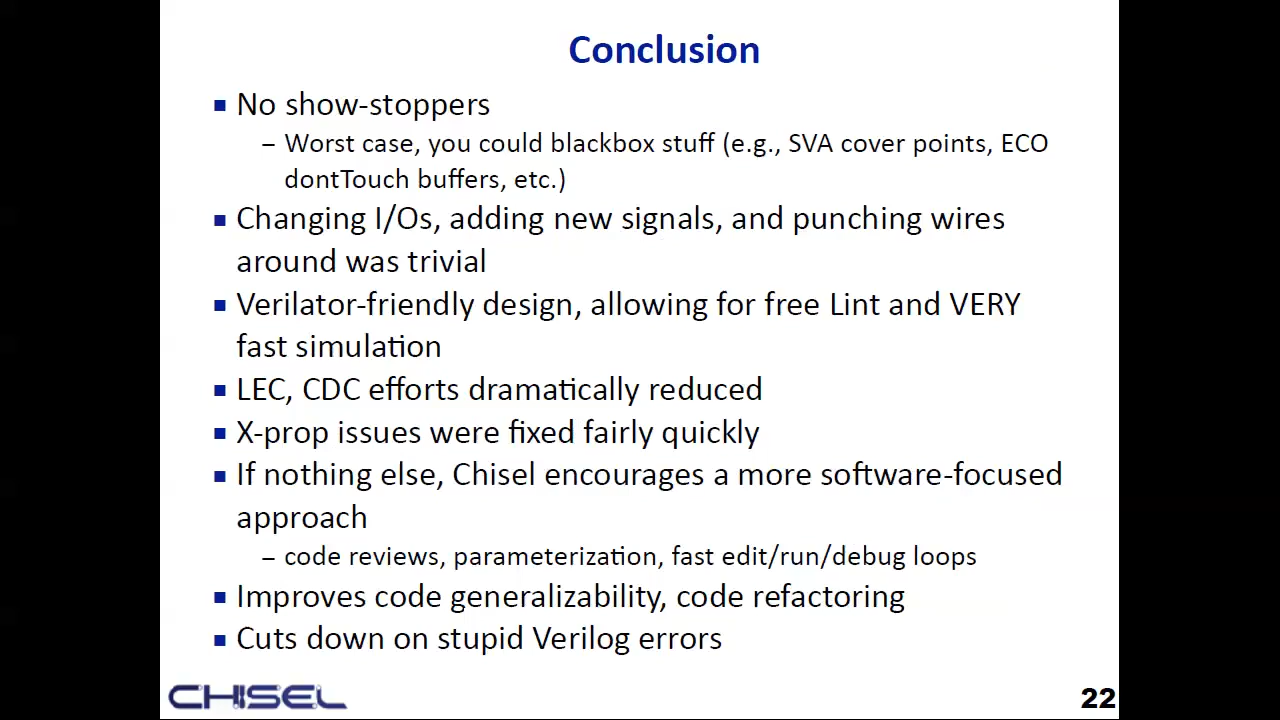 Conclusion
▪ No show-stoppers
– Worst case, you could blackbox stuff (e.g., SVA cover points, ECO
dontTouch buffers, etc.)
▪ Changing I/Os, adding new signals, and punching wires
around was trivial
▪ Verilator-friendly design, allowing for free Lint and VERY
fast simulation
▪ LEC, CDC efforts dramatically reduced
▪ X-prop issues were fixed fairly quickly
▪ If nothing else, Chisel encourages a more software-focused
approach
– code reviews, parameterization, fast edit/run/debug loops
▪ Improves code generalizability, code refactoring
▪ Cuts down on stupid Verilog errors
CHISEL
22